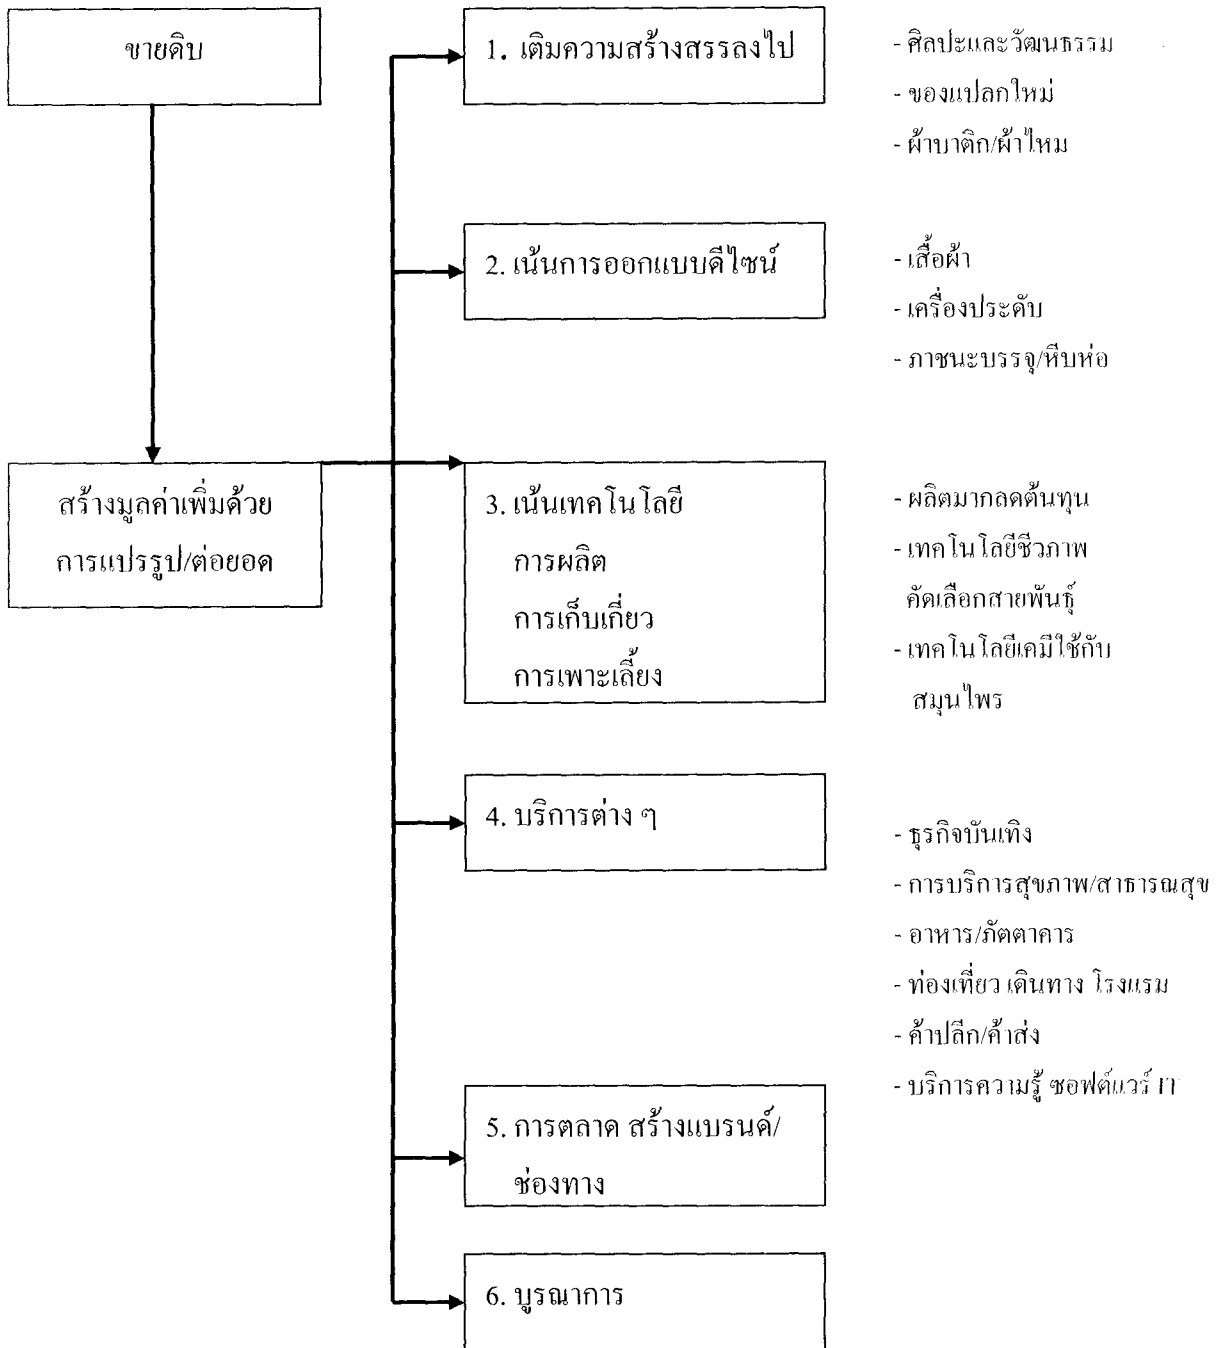 ขายดิบ
สร้างมูลค่าเพิ่มด้วย
การแปรรูป/ต่อยอด
1. เติมความสร้างสรรลงไป
- ศิลปะและวัฒนธรรม
- ของแปลกใหม่
- ผ้าบาติก/ผ้าไหม
2. เน้นการออกแบบดีไซน์
- เสื้อผ้า
- เครื่องประดับ
- ภาชนะบรรจุ/หีบห่อ
3. เน้นเทคโนโลยี
การผลิต
การเก็บเกี่ยว
การเพาะเลี้ยง
- ผลิตมากลดต้นทุน
- เทคโนโลยีชีวภาพ
คัดเลือกสายพันธุ์
- เทคโนโลยีเคมีใช้กับ
สมุนไพร
4. บริการต่าง ๆ
- ธุรกิจบันเทิง
- การบริการสุขภาพ/สาธารณสุข
- อาหาร/ภัตตาคาร
- ท่องเที่ยว เดินทาง โรงแรม
- ค้าปลีก/ค้าส่ง
- บริการความรู้ ซอฟต์แวร์ IT
5. การตลาด สร้างแบรนด์/
ช่องทาง
6. บูรณาการ